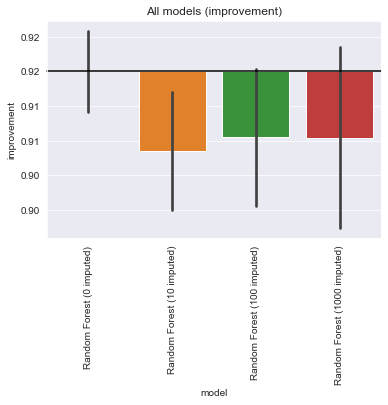 All models (improvement)
0.92
0.92
0.91
0.91
0.90
0.90
improvement
Random Forest (0 imputed)
Random Forest (10 imputed)
Random Forest (100 imputed)
Random Forest (1000 imputed)
model